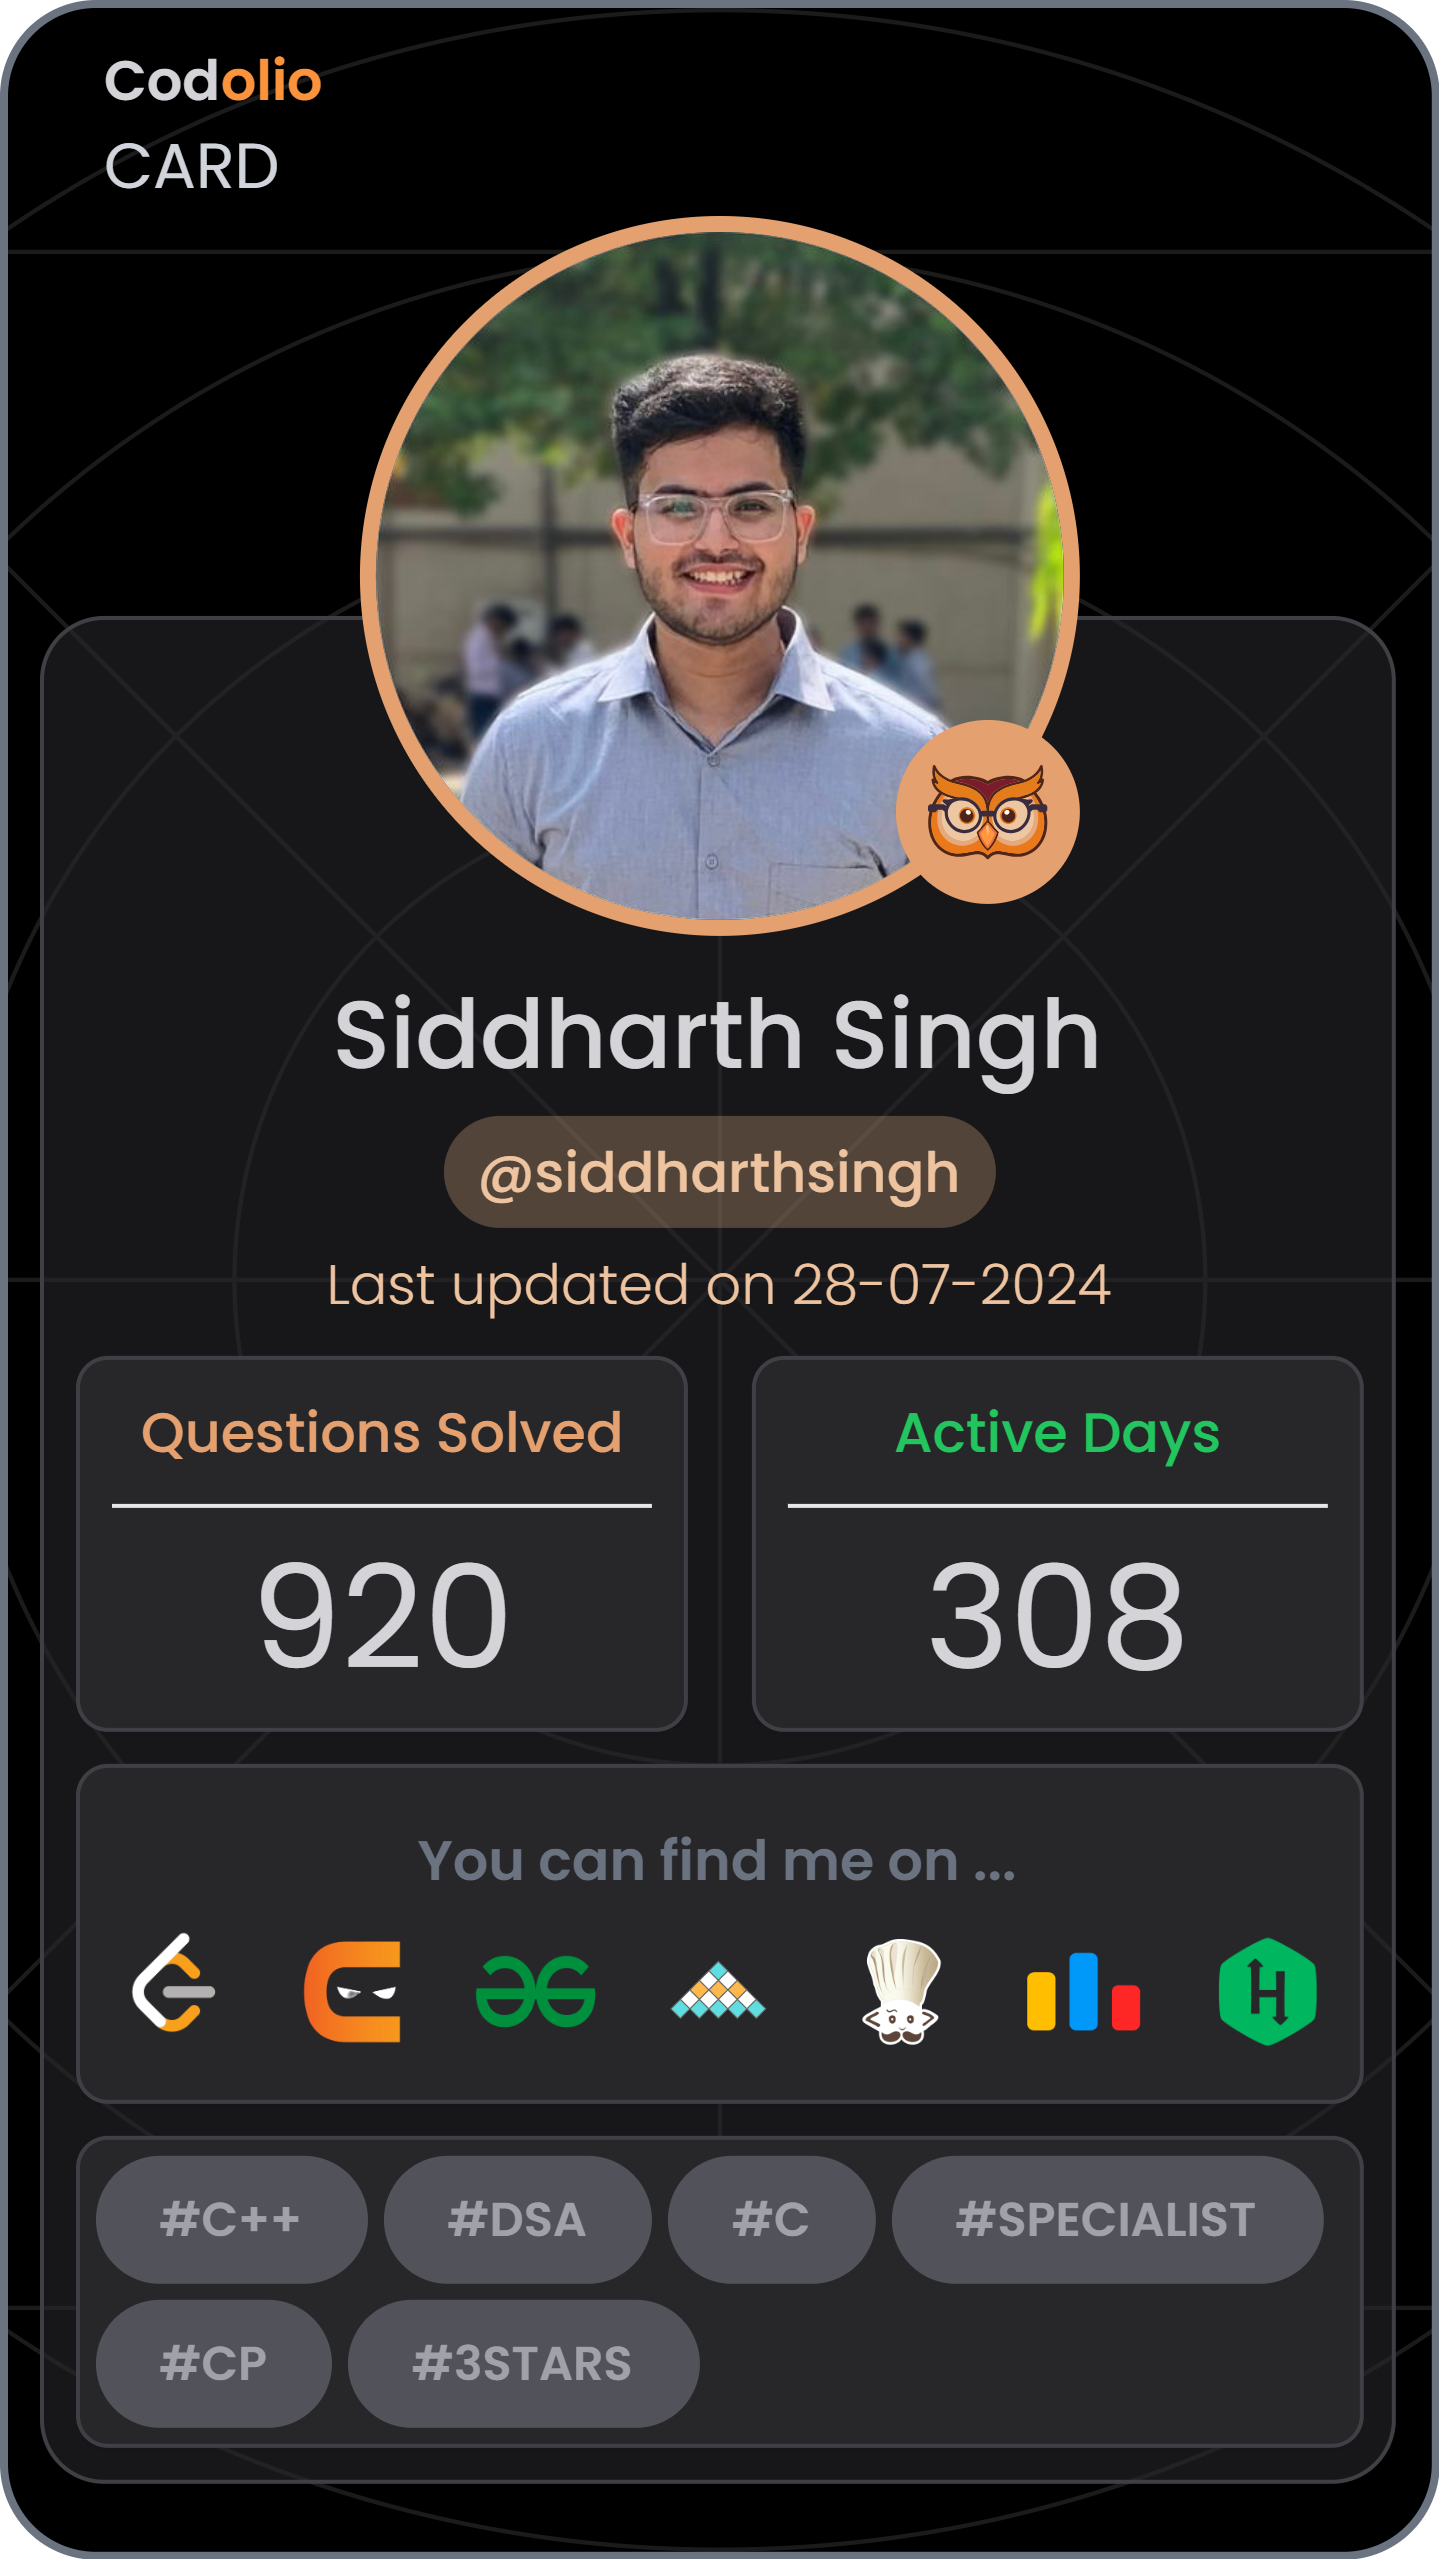 Codolio
CARD
Siddharth Singh
@siddharthsingh
Last updated on 28-07-2024
Questions Solved
Active Days
920
308
You can find me on ...
#C++ #DSA #C #SPECIALIST
#CP #3STARS